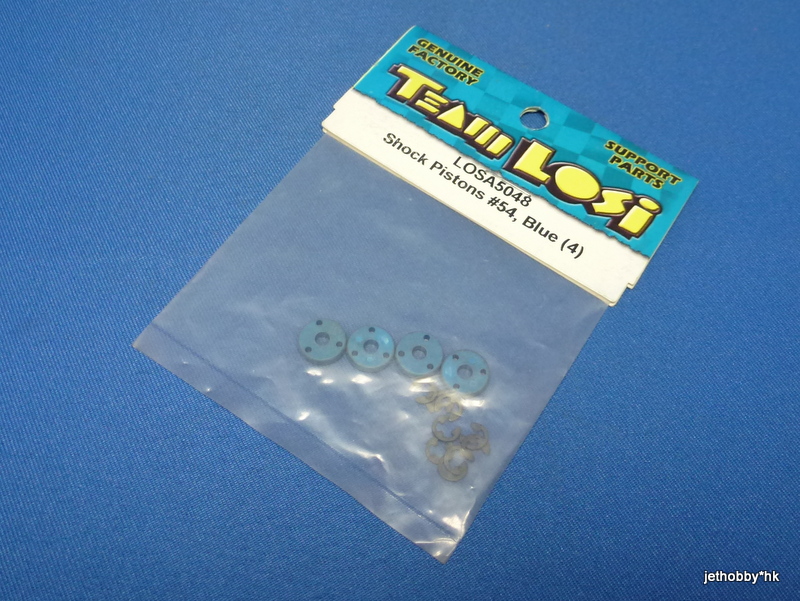 GENUINE
FACTORY
TEAM LOSI
SUPPORT
PARTS
LOSA5048
Shock Pistons #54, Blue (4)
jethobby*hk